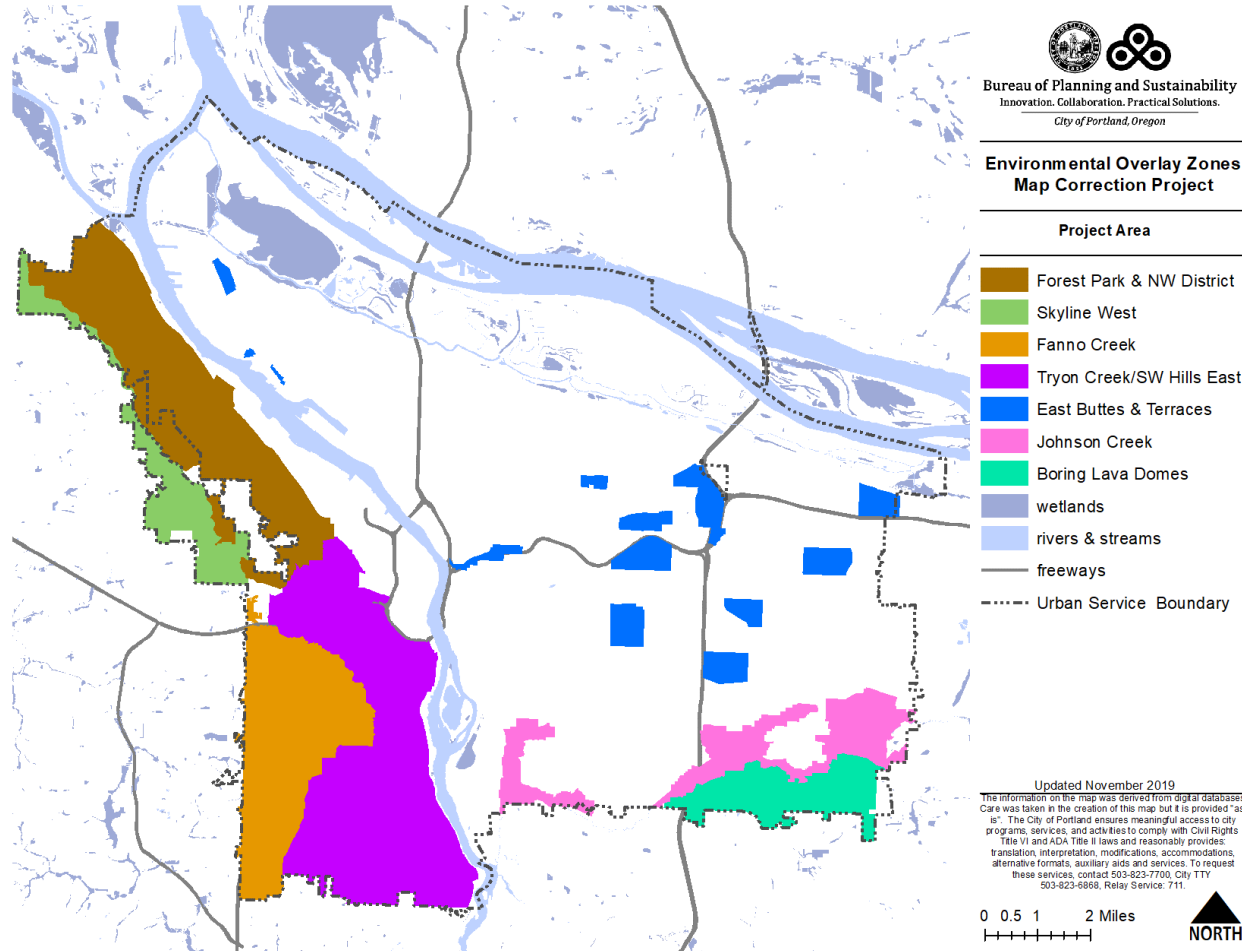 Bureau of Planning and Sustainability
Innovation. Collaboration. Practical Solutions.
City of Portland, Oregon
Environmental Overlay Zones
Map Correction Project
Project Area
Forest Park & NW District
Skyline West
Fanno Creek
Tryon Creek/SW Hills East
East Buttes & Terraces
Johnson Creek
Boring Lava Domes
wetlands
rivers & streams
freeways
Urban Service Boundary
Updated November 2019
The information on the map was derived from digital databases
Care was taken in the creation of this map but it is provided "as
is". The City of Portland ensures meaningful access to city
programs, services, and activities to comply with Civil Rights
Title VI and ADA Title II laws and reasonably provides:
translation, interpretation, modifications, accommodations,
alternative formats, auxiliary aids and services. To request
these services, contact 503-823-7700, City TTY
503-823-6868, Relay Service: 711.
0 0.5 1 2 Miles
NORTH